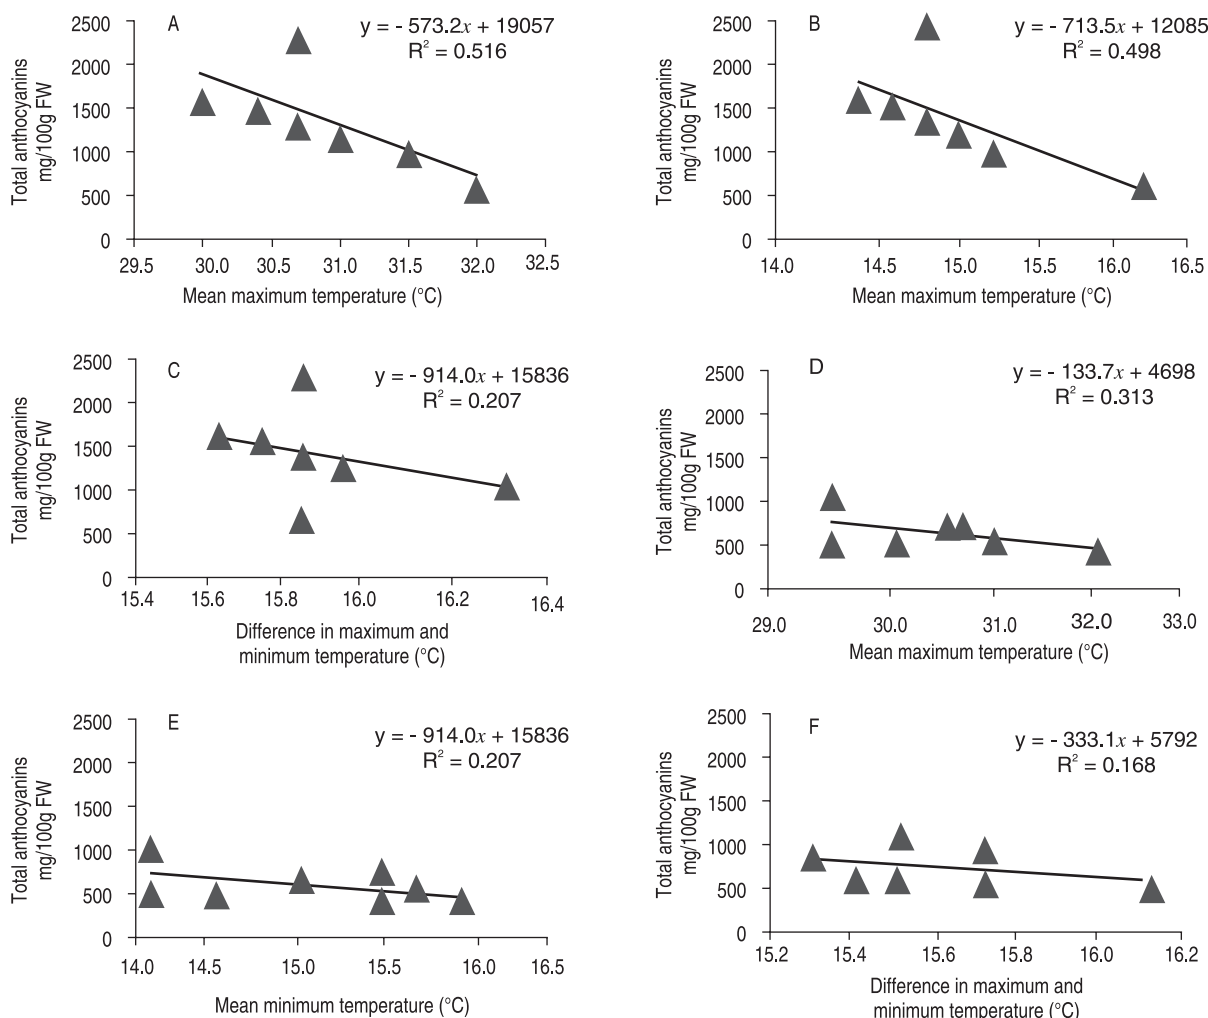 A
y = - 573.2x + 19057
R² = 0.516
Total anthocyanins
mg/100g FW
2500
2000
1500
1000
500
0
29.5 30.0 30.5 31.0 31.5 32.0 32.5
Mean maximum temperature (°C)
B
y = - 713.5x + 12085
R² = 0.498
Total anthocyanins
mg/100g FW
2500
2000
1500
1000
500
0
14.0 14.5 15.0 15.5 16.0 16.5
Mean maximum temperature (°C)
C
y = - 914.0x + 15836
R² = 0.207
Total anthocyanins
mg/100g FW
2500
2000
1500
1000
500
0
15.4 15.6 15.8 16.0 16.2 16.4
Difference in maximum and
minimum temperature (°C)
D
y = - 133.7x + 4698
R² = 0.313
Total anthocyanins
mg/100g FW
2500
2000
1500
1000
500
0
29.0 30.0 31.0 32.0 33.0
Mean maximum temperature (°C)
E
y = - 914.0x + 15836
R² = 0.207
Total anthocyanins
mg/100g FW
2500
2000
1500
1000
500
0
14.0 14.5 15.0 15.5 16.0 16.5
Mean minimum temperature (°C)
F
y = - 333.1x + 5792
R² = 0.168
Total anthocyanins
mg/100g FW
2500
2000
1500
1000
500
0
15.2 15.4 15.6 15.8 16.0 16.2
Difference in maximum and
minimum temperature (°C)